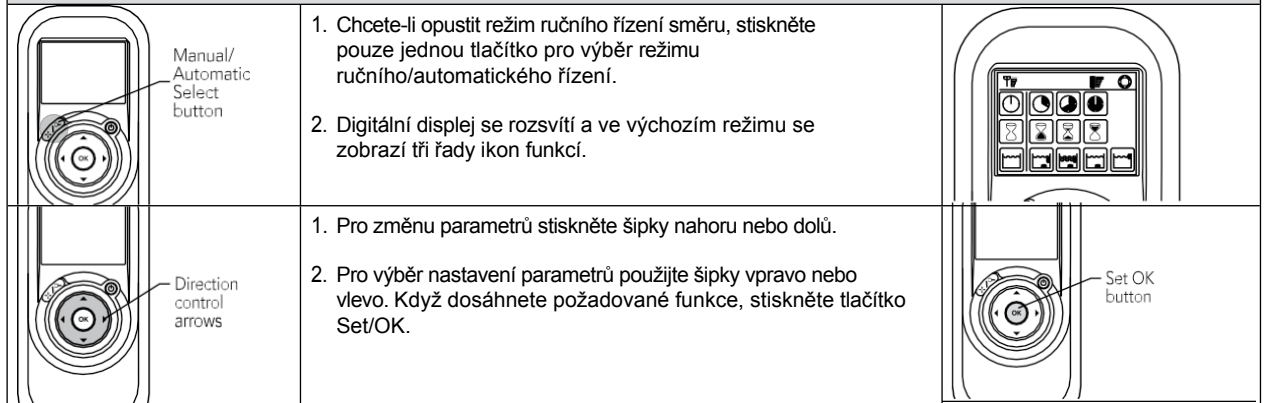 Manual/
Automatic
Select
button
1. Chcete-li opustit režim ručního řízení směru, stiskněte
pouze jednou tlačítko pro výběr režimu
ručního/automatického řízení.
2. Digitální displej se rozsvítí a ve výchozím režimu se
zobrazí tři řady ikon funkcí.
OK
Direction
control
arrows
OK
1. Pro změnu parametrů stiskněte šipky nahoru nebo dolů.
2. Pro výběr nastavení parametrů použijte šipky vpravo nebo
vlevo. Když dosáhnete požadované funkce, stiskněte tlačítko
Set/OK.
Set OK
button
OK